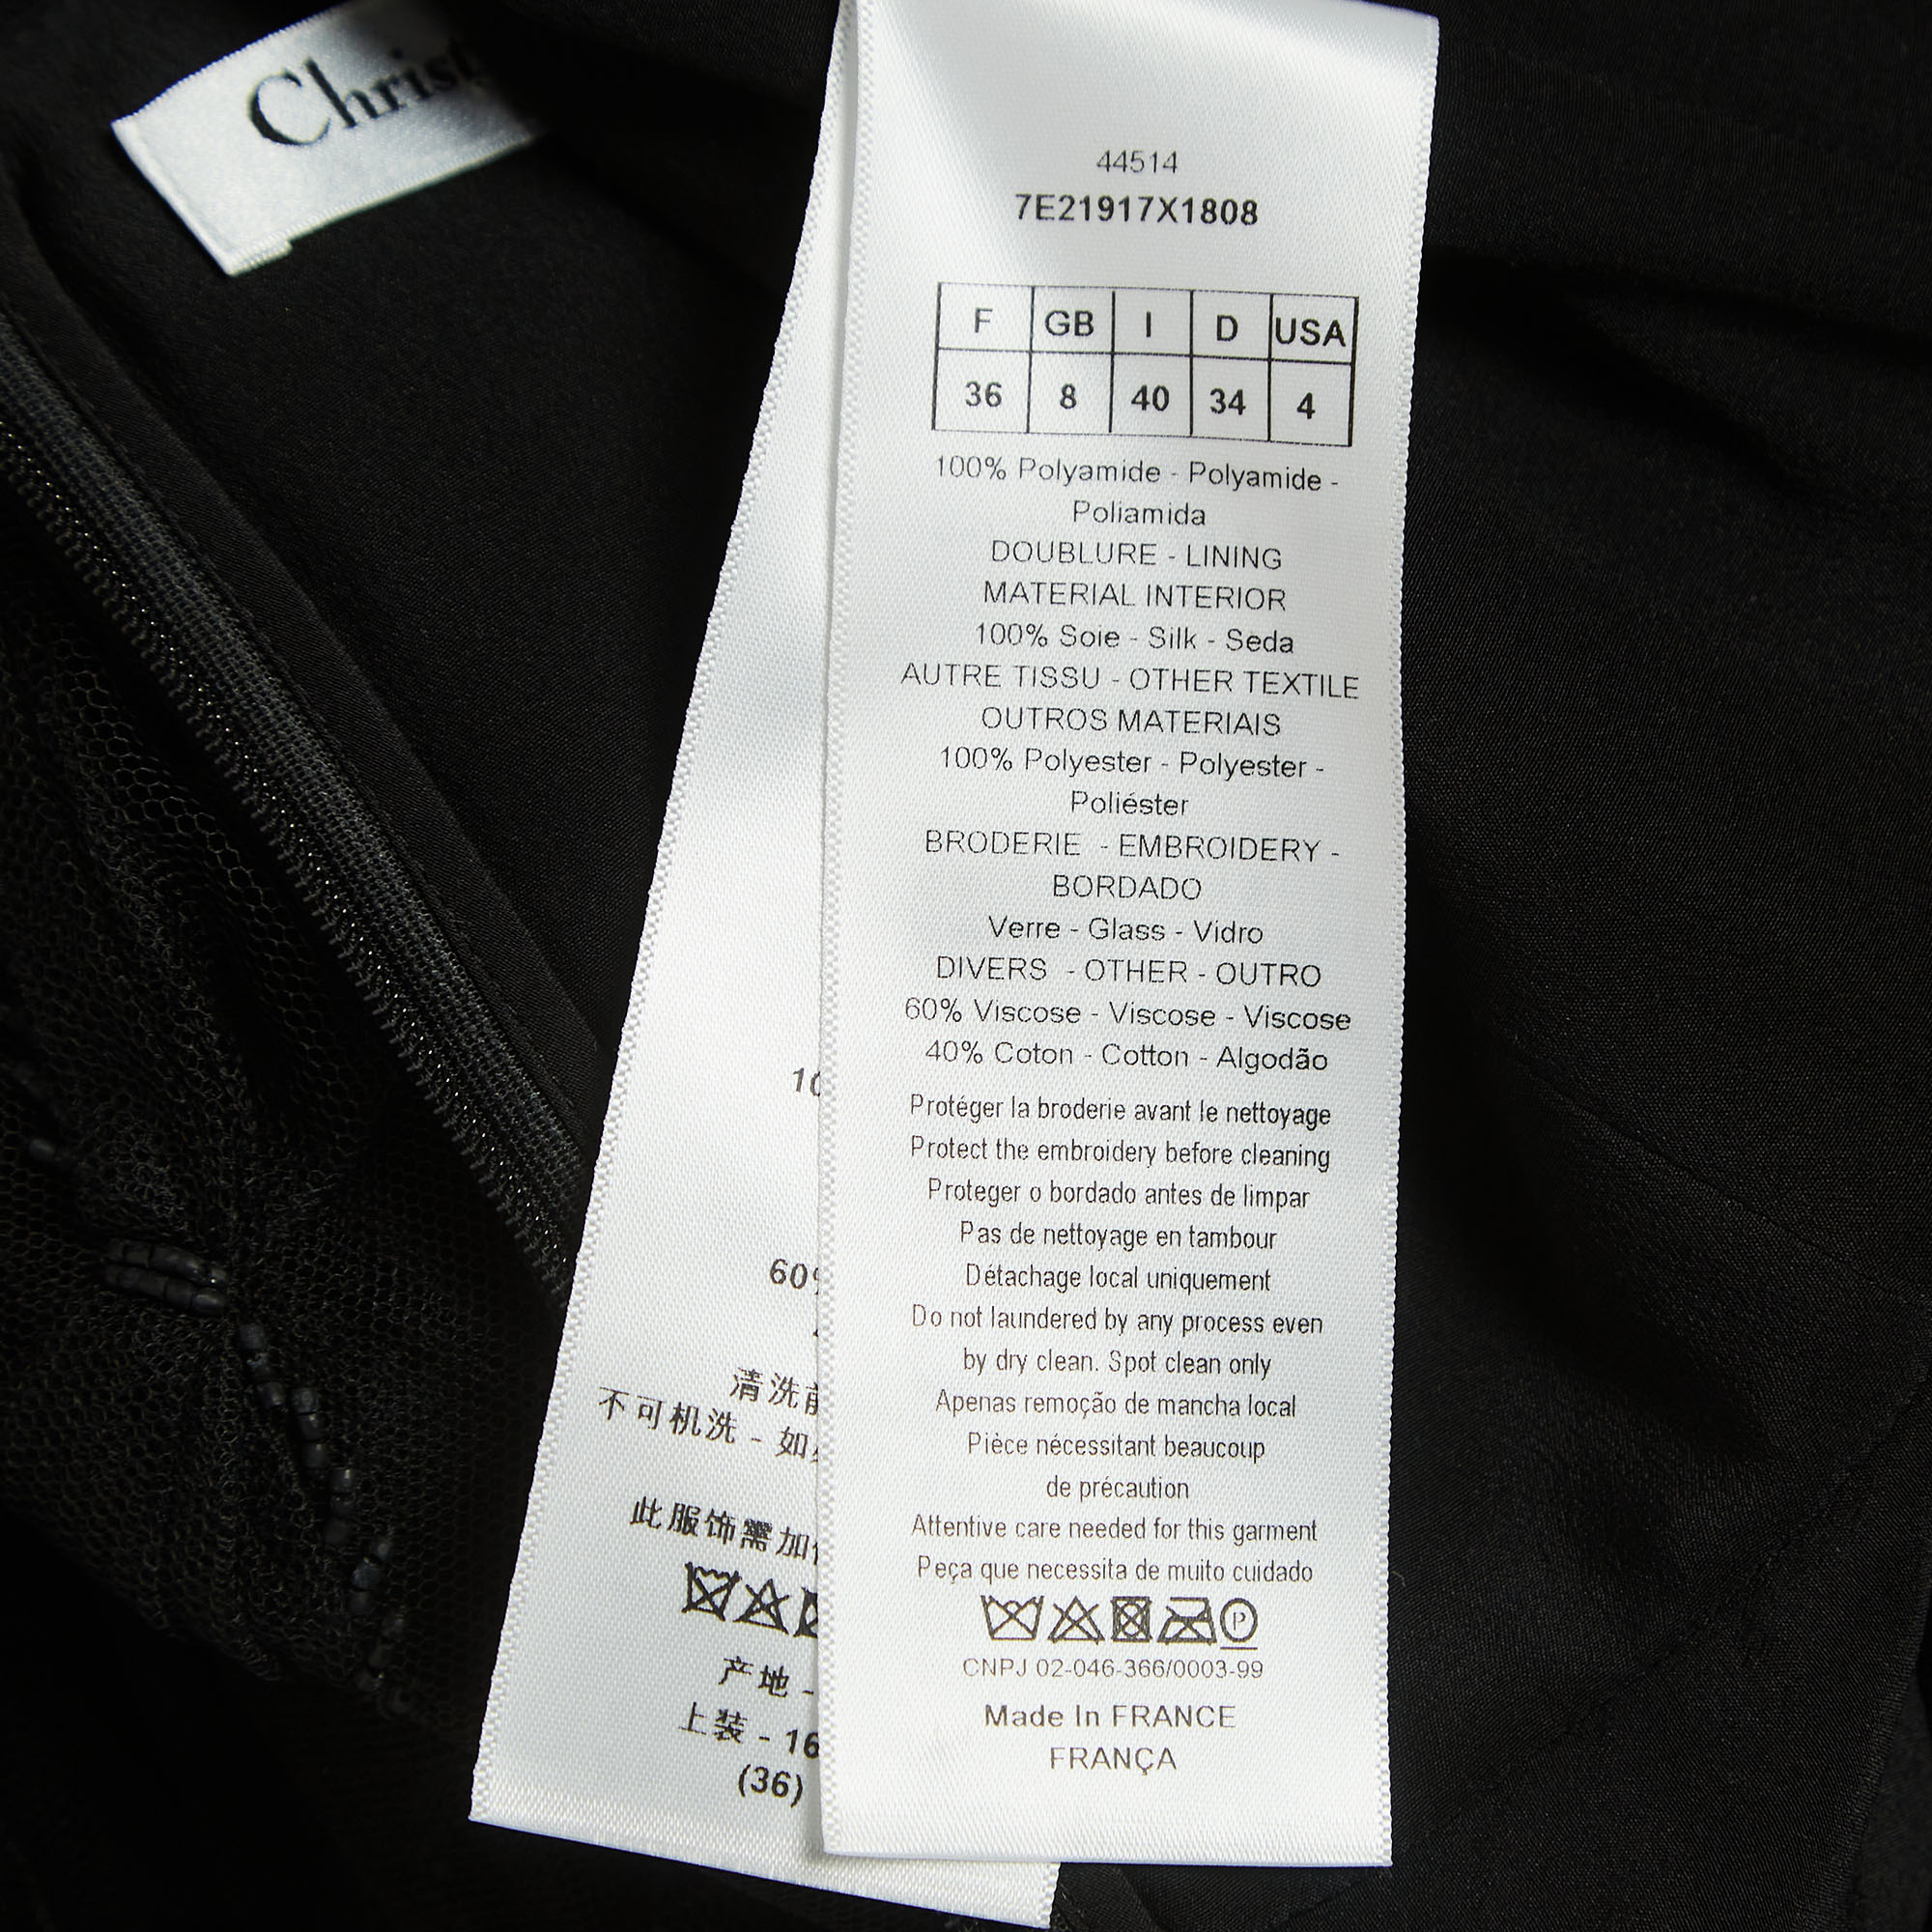 Christ
44514
7E21917X1808
F GB I D USA
36 8 40 34 4
100% Polyamide - Polyamide -
Poliamida
DOUBLURE - LINING
MATERIAL INTERIOR
100% Soie - Silk - Seda
AUTRE TISSU - OTHER TEXTILE
OUTROS MATERIAIS
100% Polyester - Polyester -
Poliéster
BRODERIE - EMBROIDERY -
BORDADO
Verre - Glass - Vidro
DIVERS - OTHER - OUTRO
60% Viscose - Viscose - Viscose
40% Coton - Cotton - Algodão
Protéger la broderie avant le nettoyage
Protect the embroidery before cleaning
Proteger o bordado antes de limpar
Pas de nettoyage en tambour
Détachage local uniquement
Do not laundered by any process even
by dry clean. Spot clean only
Apenas remoção de mancha local
Pièce nécessitant beaucoup
de précaution
Attentive care needed for this garment
Peça que necessita de muito cuidado
P
CNPJ 02-046-366/0003-99
Made In FRANCE
FRANÇA
10
60%
清洗前
不可机洗 - 如
此服饰需加
产地 -
上装 - 16
(36)